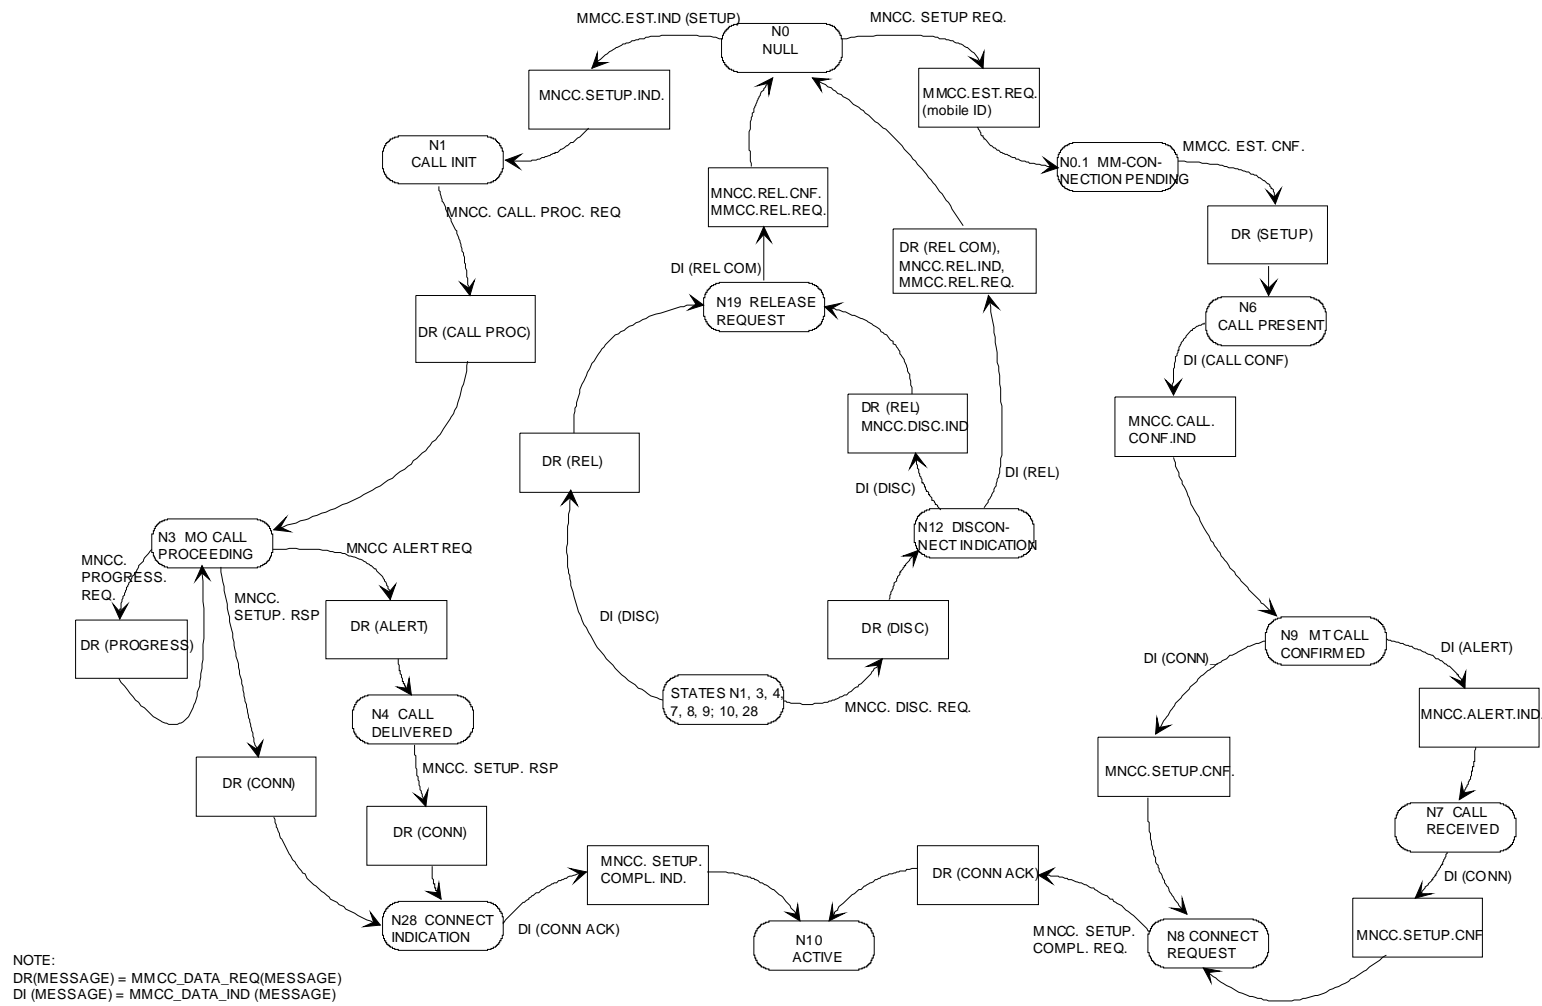 MMCC.EST.IND (SETUP)
N0
NULL
MNCC. SETUP REQ.
MNCC.SETUP.IND.
MMCC.EST.REQ.
(mobile ID)
N1
CALL INIT
N0.1 MM-CON-
NECTION PENDING
MMCC. EST. CNF.
MNCC. CALL. PROC. REQ
MNCC.REL.CNF.
MMCC.REL.REQ.
DR (REL COM),
MNCC.REL.IND,
MMCC.REL.REQ.
DR (SETUP)
DI (REL COM)
N19 RELEASE
REQUEST
N6
CALL PRESENT
DR (CALL PROC)
DI (CALL CONF)
DR (REL)
MNCC.DISC.IND
MNCC. CALL.
CONF.IND
DR (REL)
DI (DISC)
DI (REL)
N3 MO CALL
PROCEEDING
N12 DISCON-
NECT INDICATION
MNCC.
PROGRESS.
REQ.
MNCC ALERT REQ
MNCC.
SETUP. RSP
DR (PROGRESS)
DR (ALERT)
DI (DISC)
DR (DISC)
N9 MT CALL
CONFIRMED
DI (CONN)
DI (ALERT)
STATES N1, 3, 4,
7, 8, 9; 10, 28
MNCC. DISC. REQ.
N4 CALL
DELIVERED
MNCC.ALERT.IND.
MNCC. SETUP. RSP
DR (CONN)
MNCC.SETUP.CNF.
N7 CALL
RECEIVED
DR (CONN)
MNCC. SETUP.
COMPL. IND.
DR (CONN ACK)
DI (CONN)
N28 CONNECT
INDICATION
DI (CONN ACK)
N10
ACTIVE
MNCC. SETUP.
COMPL. REQ.
N8 CONNECT
REQUEST
MNCC.SETUP.CNF
NOTE:
DR(MESSAGE) = MMCC_DATA_REQ(MESSAGE)
DI (MESSAGE) = MMCC_DATA_IND (MESSAGE)